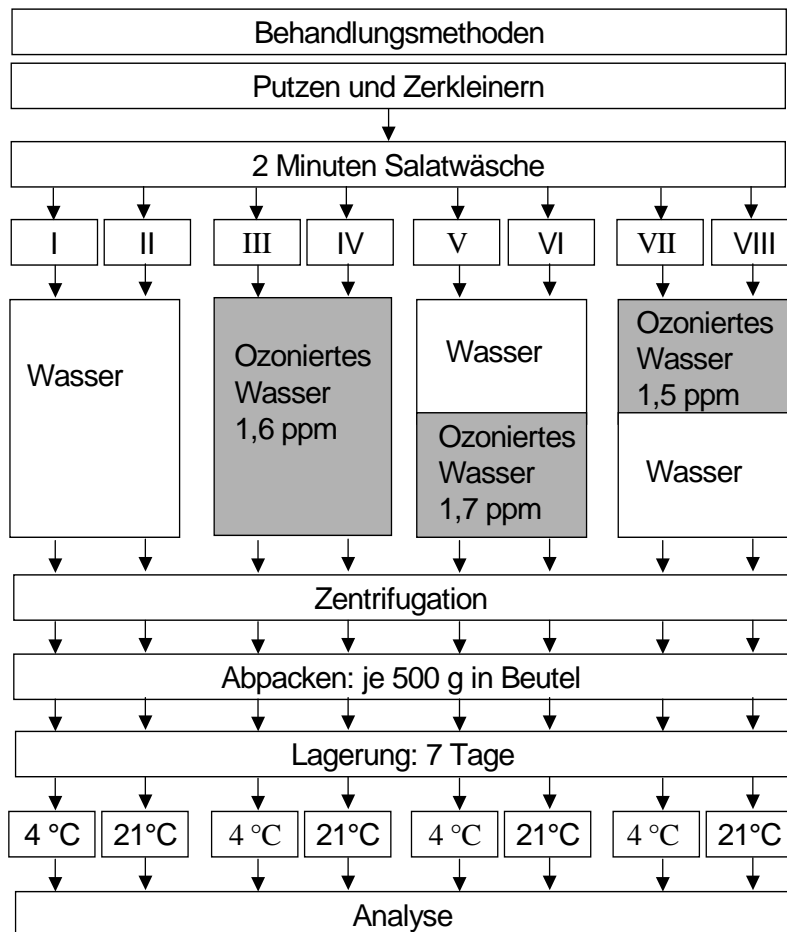 Behandlungsmethoden
Putzen und Zerkleinern
2 Minuten Salatwäsche
I II III IV V VI VII VIII
Wasser
Ozoniertes
Wasser
1,6 ppm
Wasser
Ozoniertes
Wasser
1,7 ppm
Ozoniertes
Wasser
1,5 ppm
Wasser
Zentrifugation
Abpacken: je 500 g in Beutel
Lagerung: 7 Tage
4 °C 21°C 4 °C 21°C 4 °C 21°C 4 °C 21°C
Analyse